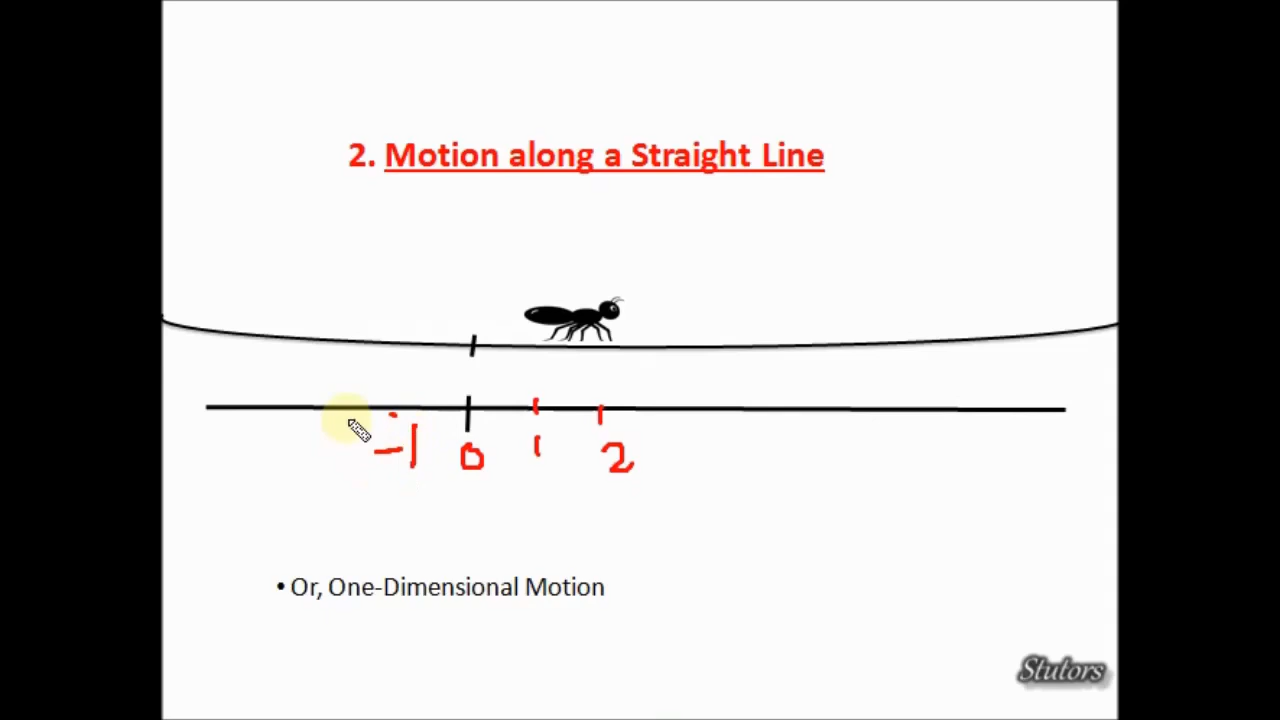 2. Motion along a Straight Line
-1 0 1 2
• Or, One-Dimensional Motion
Stutors